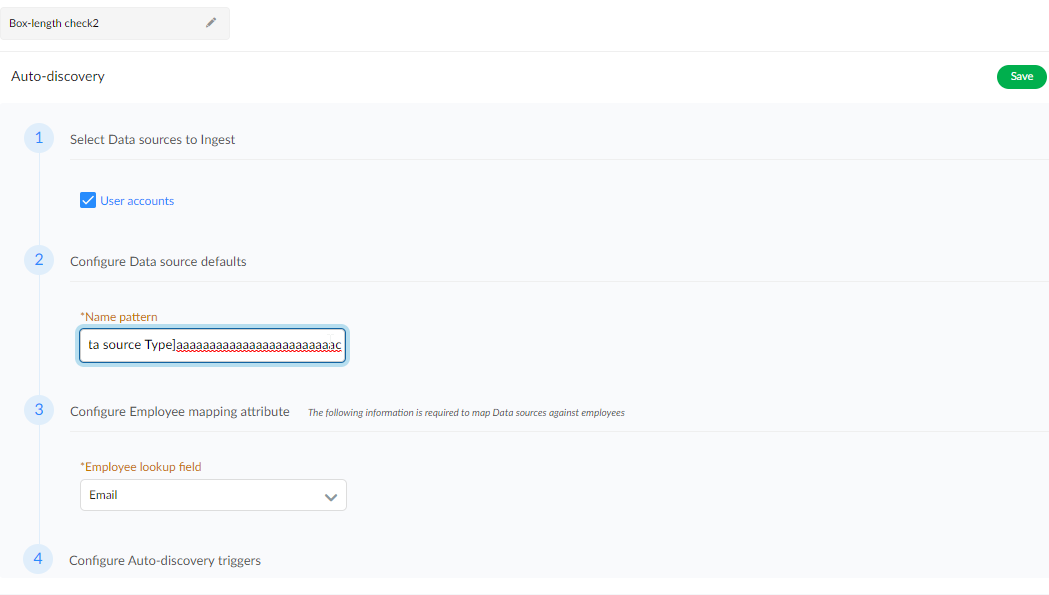 Box-length check2
Auto-discovery
Save
1
Select Data sources to Ingest
User accounts
2
Configure Data source defaults
*Name pattern
ta source Type]aaaaaaaaaaaaaaaaaaaaaaaac
3
Configure Employee mapping attribute The following information is required to map Data sources against employees
*Employee lookup field
Email
4
Configure Auto-discovery triggers